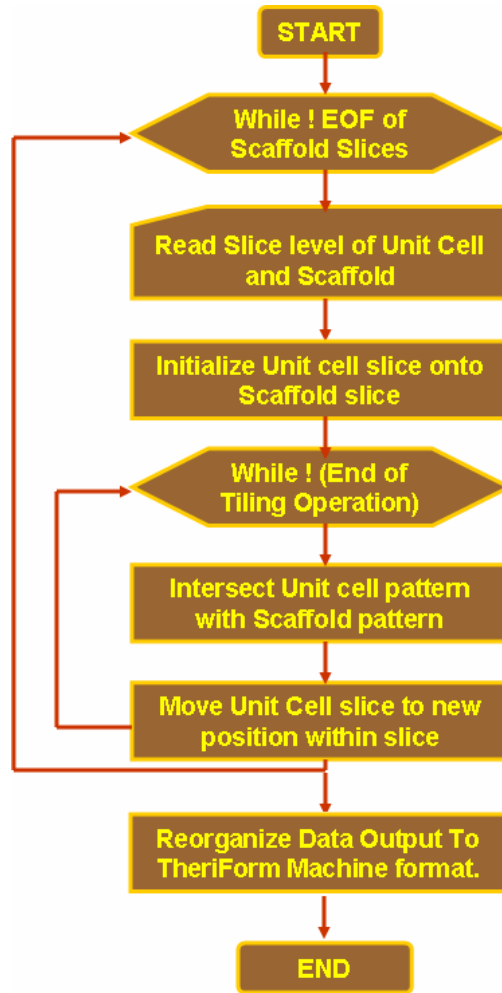 START
While ! EOF of
Scaffold Slices
Read Slice level of Unit Cell
and Scaffold
Initialize Unit cell slice onto
Scaffold slice
While ! (End of
Tiling Operation)
Intersect Unit cell pattern
with Scaffold pattern
Move Unit Cell slice to new
position within slice
Reorganize Data Output To
TheriForm Machine format.
END